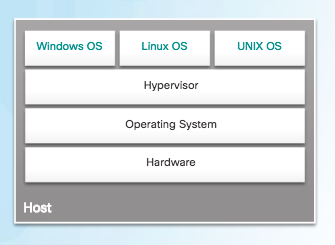 Windows OS Linux OS UNIX OS
Hypervisor
Operating System
Hardware
Host